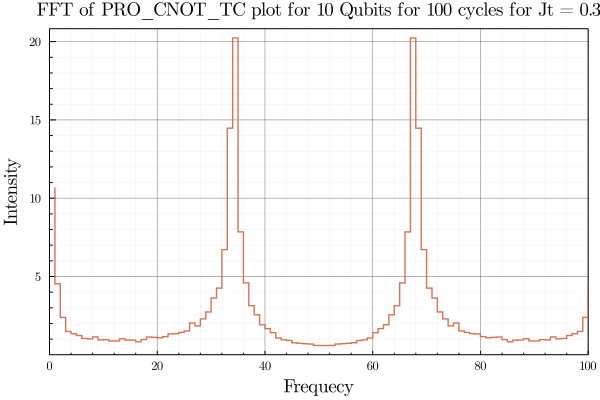 FFT of PRO_CNOT_TC plot for 10 Qubits for 100 cycles for Jt = 0.3
20
15
10
5
Intensity
0 20 40 60 80 100
Frequecy